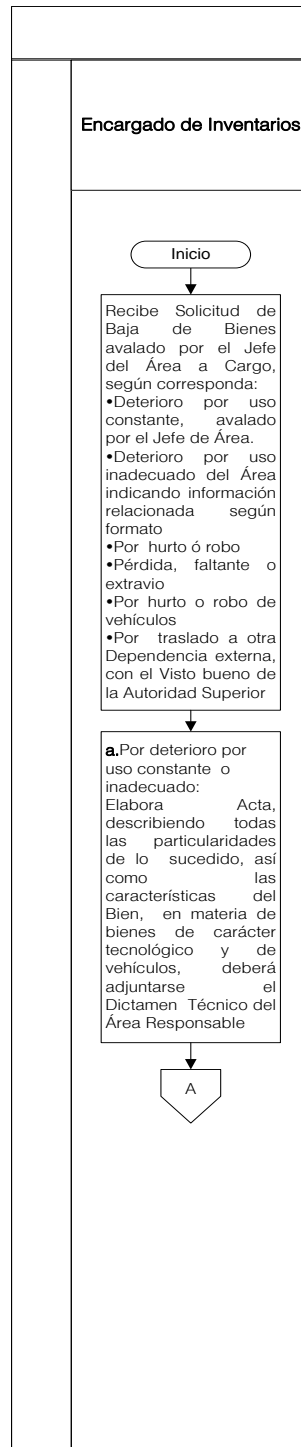 Encargado de Inventarios
Inicio
Recibe Solicitud de
Baja de Bienes
avalado por el Jefe
del Área a Cargo,
según corresponda:
•Deterioro por uso
constante, avalado
por el Jefe de Área.
•Deterioro por uso
inadecuado del Área
indicando información
relacionada según
formato
•Por hurto ó robo
•Pérdida, faltante o
extravio
•Por hurto o robo de
vehículos
•Por traslado a otra
Dependencia externa,
con el Visto bueno de
la Autoridad Superior
a.Por deterioro por
uso constante o
inadecuado:
Elabora Acta,
describiendo todas
las particularidades
de lo sucedido, así
como las
características del
Bien, en materia de
bienes de carácter
tecnológico y de
vehículos, deberá
adjuntarse el
Dictamen Técnico del
Área Responsable
A